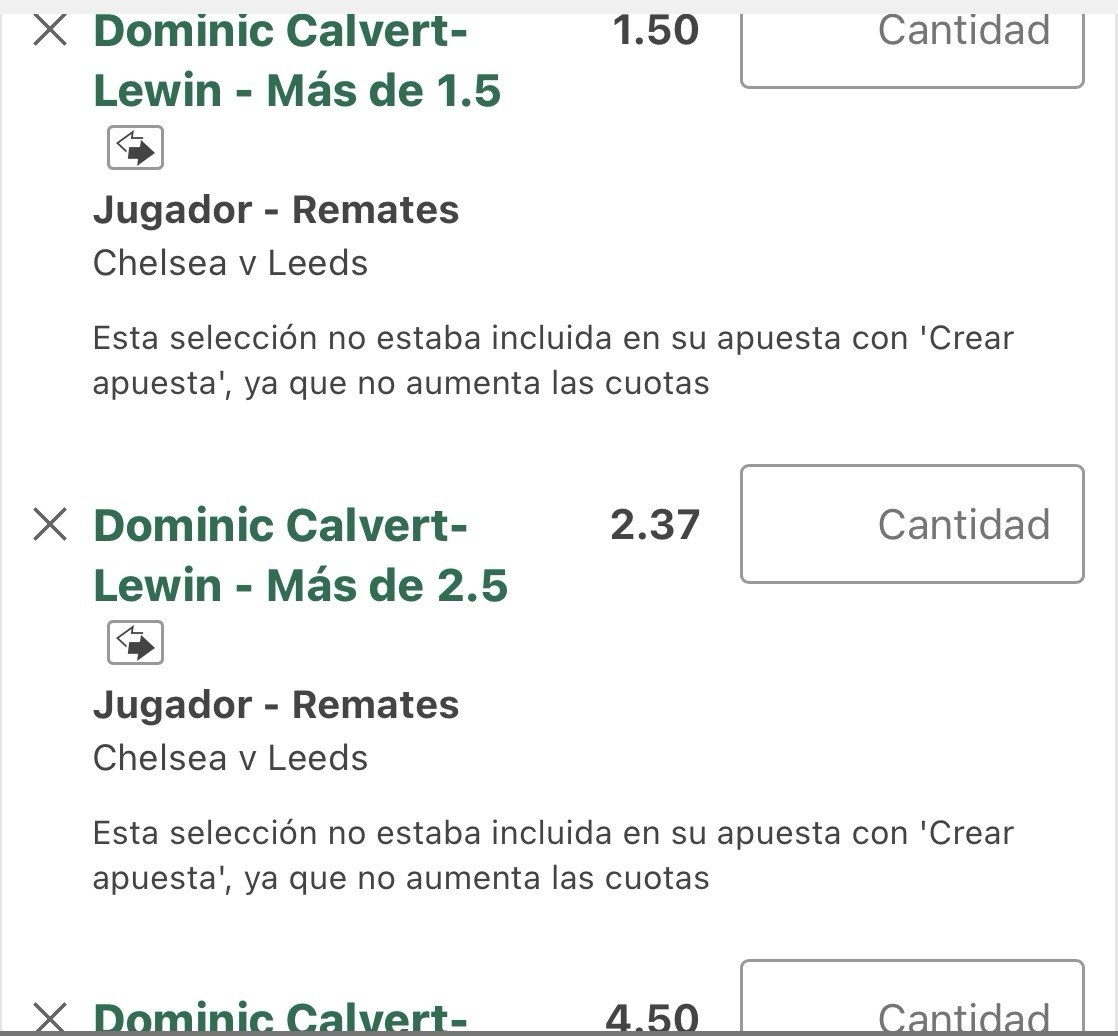 Dominic Calvert-
1.50
Cantidad
Lewin - Más de 1.5
Jugador - Remates
Chelsea v Leeds
Esta selección no estaba incluida en su apuesta con 'Crear
apuesta', ya que no aumenta las cuotas
Dominic Calvert-
2.37
Cantidad
Lewin - Más de 2.5
Jugador - Remates
Chelsea v Leeds
Esta selección no estaba incluida en su apuesta con 'Crear
apuesta', ya que no aumenta las cuotas
Dominic Calvert-
4.50
Cantidad